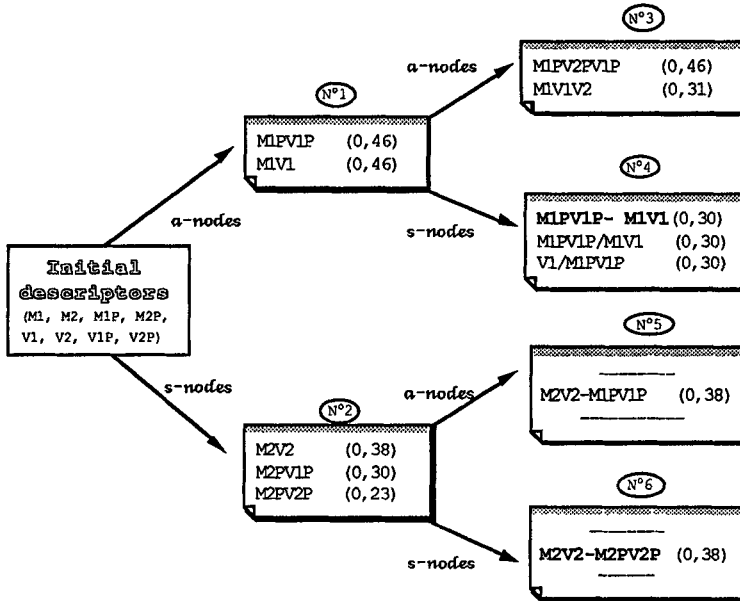 N°3
a-nodes
M1PV2PV1P (0,46)
M1V1V2 (0,31)
N°1
M1PV1P (0,46)
M1V1 (0,46)
N°4
a-nodes
s-nodes
M1PV1P- M1V1 (0,30)
M1PV1P/M1V1 (0,30)
V1/M1PV1P (0,30)
Initial
descriptors
(M1, M2, M1P, M2P,
V1, V2, V1P, V2P)
N°5
s-nodes
a-nodes
M2V2-M1PV1P (0,38)
N°2
M2V2 (0,38)
M2PV1P (0,30)
M2PV2P (0,23)
N°6
s-nodes
M2V2-M2PV2P (0,38)